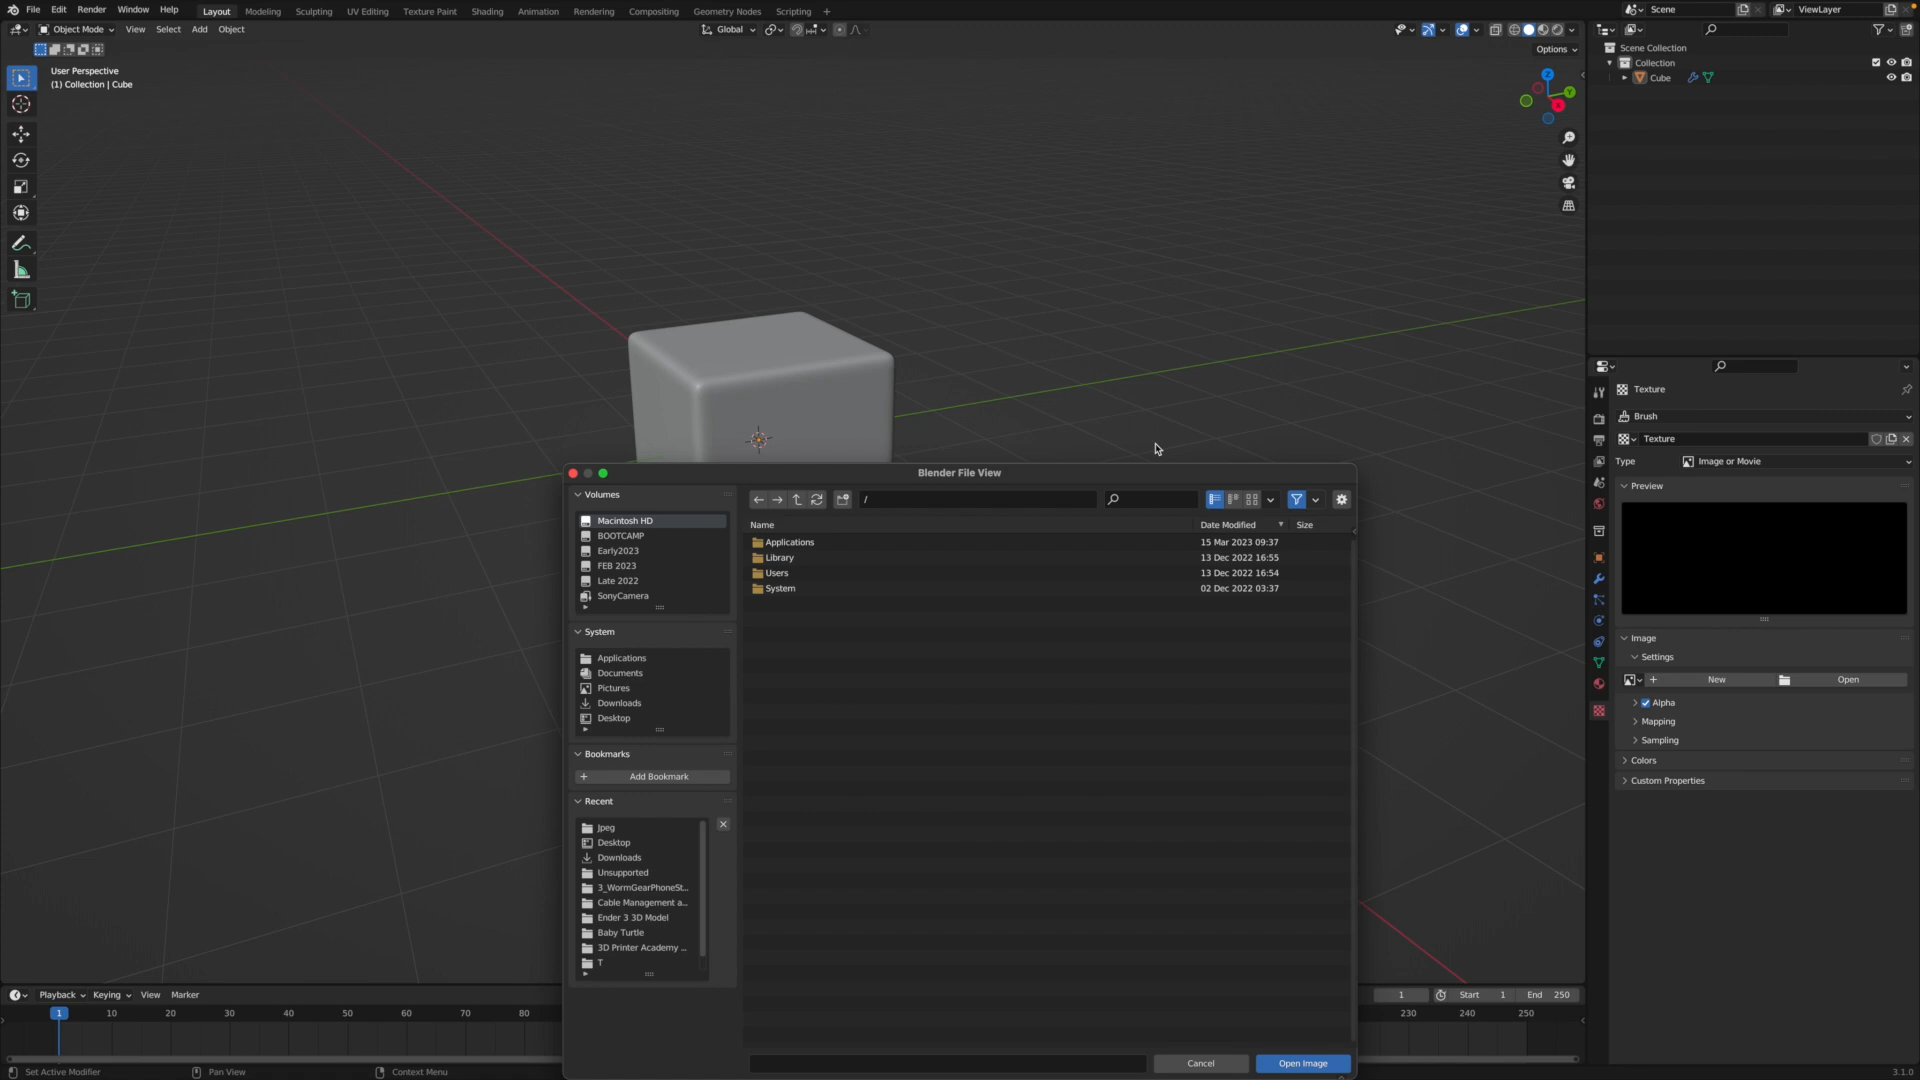 File Edit Render Window Help Layout Modeling Sculpting UV Editing Texture Paint Shading Animation Rendering Compositing Geometry Nodes Scripting + Scene ViewLayer
Object Mode View Select Add Object Global
Options
User Perspective
(1) Collection | Cube
Z
Y
X
Scene Collection
Collection
Cube
Texture
Brush
Texture
Type Image or Movie
Preview
Image
Settings
+ New Open
Alpha
Mapping
Sampling
Colors
Custom Properties
Blender File View
Volumes
Macintosh HD
BOOTCAMP
Early2023
FEB 2023
Late 2022
SonyCamera
System
Applications
Documents
Pictures
Downloads
Desktop
Bookmarks
+ Add Bookmark
Recent
Jpeg
Desktop
Downloads
Unsupported
3_WormGearPhoneSt...
Cable Management a...
Ender 3 3D Model
Baby Turtle
3D Printer Academy ...
T
/
Name Date Modified Size
Applications 15 Mar 2023 09:37
Library 13 Dec 2022 16:55
Users 13 Dec 2022 16:54
System 02 Dec 2022 03:37
Cancel Open Image
Playback Keying View Marker 1 Start 1 End 250
1 10 20 30 40 50 60 70 80 230 240 250
Set Active Modifier Pan View Context Menu 3.1.0